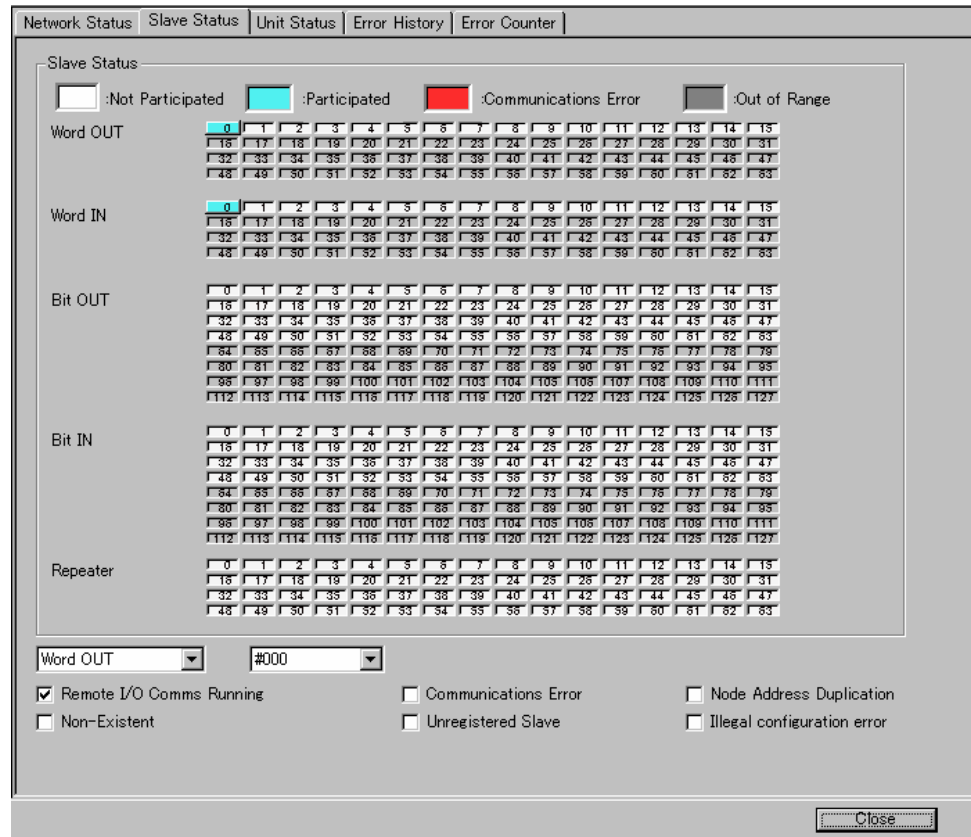 Network Status Slave Status Unit Status Error History Error Counter
Slave Status
:Not Participated :Participated :Communications Error :Out of Range
Word OUT
0 1 2 3 4 5 6 7 8 9 10 11 12 13 14 15
16 17 18 19 20 21 22 23 24 25 26 27 28 29 30 31
32 33 34 35 36 37 38 39 40 41 42 43 44 45 46 47
48 49 50 51 52 53 54 55 56 57 58 59 60 61 62 63
Word IN
0 1 2 3 4 5 6 7 8 9 10 11 12 13 14 15
16 17 18 19 20 21 22 23 24 25 26 27 28 29 30 31
32 33 34 35 36 37 38 39 40 41 42 43 44 45 46 47
48 49 50 51 52 53 54 55 56 57 58 59 60 61 62 63
Bit OUT
0 1 2 3 4 5 6 7 8 9 10 11 12 13 14 15
16 17 18 19 20 21 22 23 24 25 26 27 28 29 30 31
32 33 34 35 36 37 38 39 40 41 42 43 44 45 46 47
48 49 50 51 52 53 54 55 56 57 58 59 60 61 62 63
64 65 66 67 68 69 70 71 72 73 74 75 76 77 78 79
80 81 82 83 84 85 86 87 88 89 90 91 92 93 94 95
96 97 98 99 100 101 102 103 104 105 106 107 108 109 110 111
112 113 114 115 116 117 118 119 120 121 122 123 124 125 126 127
Bit IN
0 1 2 3 4 5 6 7 8 9 10 11 12 13 14 15
16 17 18 19 20 21 22 23 24 25 26 27 28 29 30 31
32 33 34 35 36 37 38 39 40 41 42 43 44 45 46 47
48 49 50 51 52 53 54 55 56 57 58 59 60 61 62 63
64 65 66 67 68 69 70 71 72 73 74 75 76 77 78 79
80 81 82 83 84 85 86 87 88 89 90 91 92 93 94 95
96 97 98 99 100 101 102 103 104 105 106 107 108 109 110 111
112 113 114 115 116 117 118 119 120 121 122 123 124 125 126 127
Repeater
0 1 2 3 4 5 6 7 8 9 10 11 12 13 14 15
16 17 18 19 20 21 22 23 24 25 26 27 28 29 30 31
32 33 34 35 36 37 38 39 40 41 42 43 44 45 46 47
48 49 50 51 52 53 54 55 56 57 58 59 60 61 62 63
Word OUT #000
Remote I/O Comms Running Communications Error Node Address Duplication
Non-Existent Unregistered Slave Illegal configuration error
Close